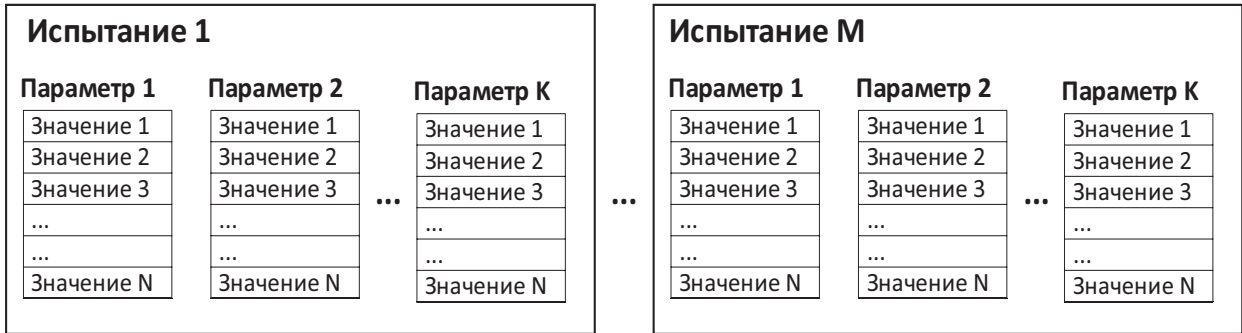 Испытание 1
Параметр 1 Параметр 2 Параметр K
Значение 1 Значение 1 Значение 1
Значение 2 Значение 2 Значение 2
Значение 3 Значение 3 ... Значение 3
... ... ...
... ... ...
Значение N Значение N Значение N
...
Испытание M
Параметр 1 Параметр 2 Параметр K
Значение 1 Значение 1 Значение 1
Значение 2 Значение 2 Значение 2
Значение 3 Значение 3 ... Значение 3
... ... ...
... ... ...
Значение N Значение N Значение N